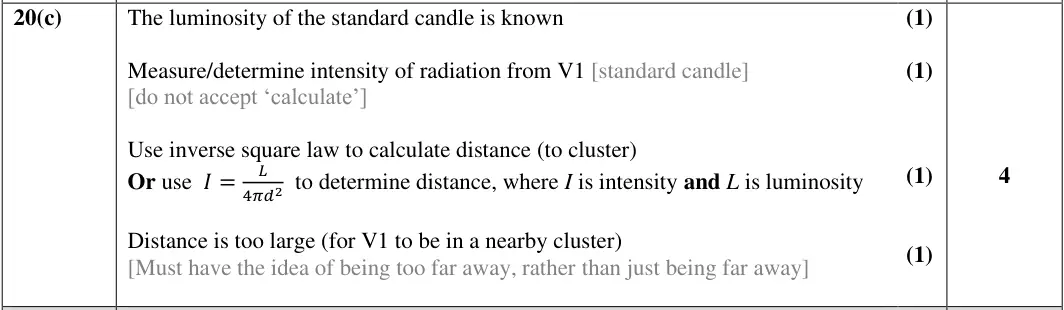 20(c) The luminosity of the standard candle is known (1)
Measure/determine intensity of radiation from V1 [standard candle] (1)
[do not accept ‘calculate’]
Use inverse square law to calculate distance (to cluster)
Or use I = L/4πd² to determine distance, where I is intensity and L is luminosity (1) 4
Distance is too large (for V1 to be in a nearby cluster)
[Must have the idea of being too far away, rather than just being far away] (1)